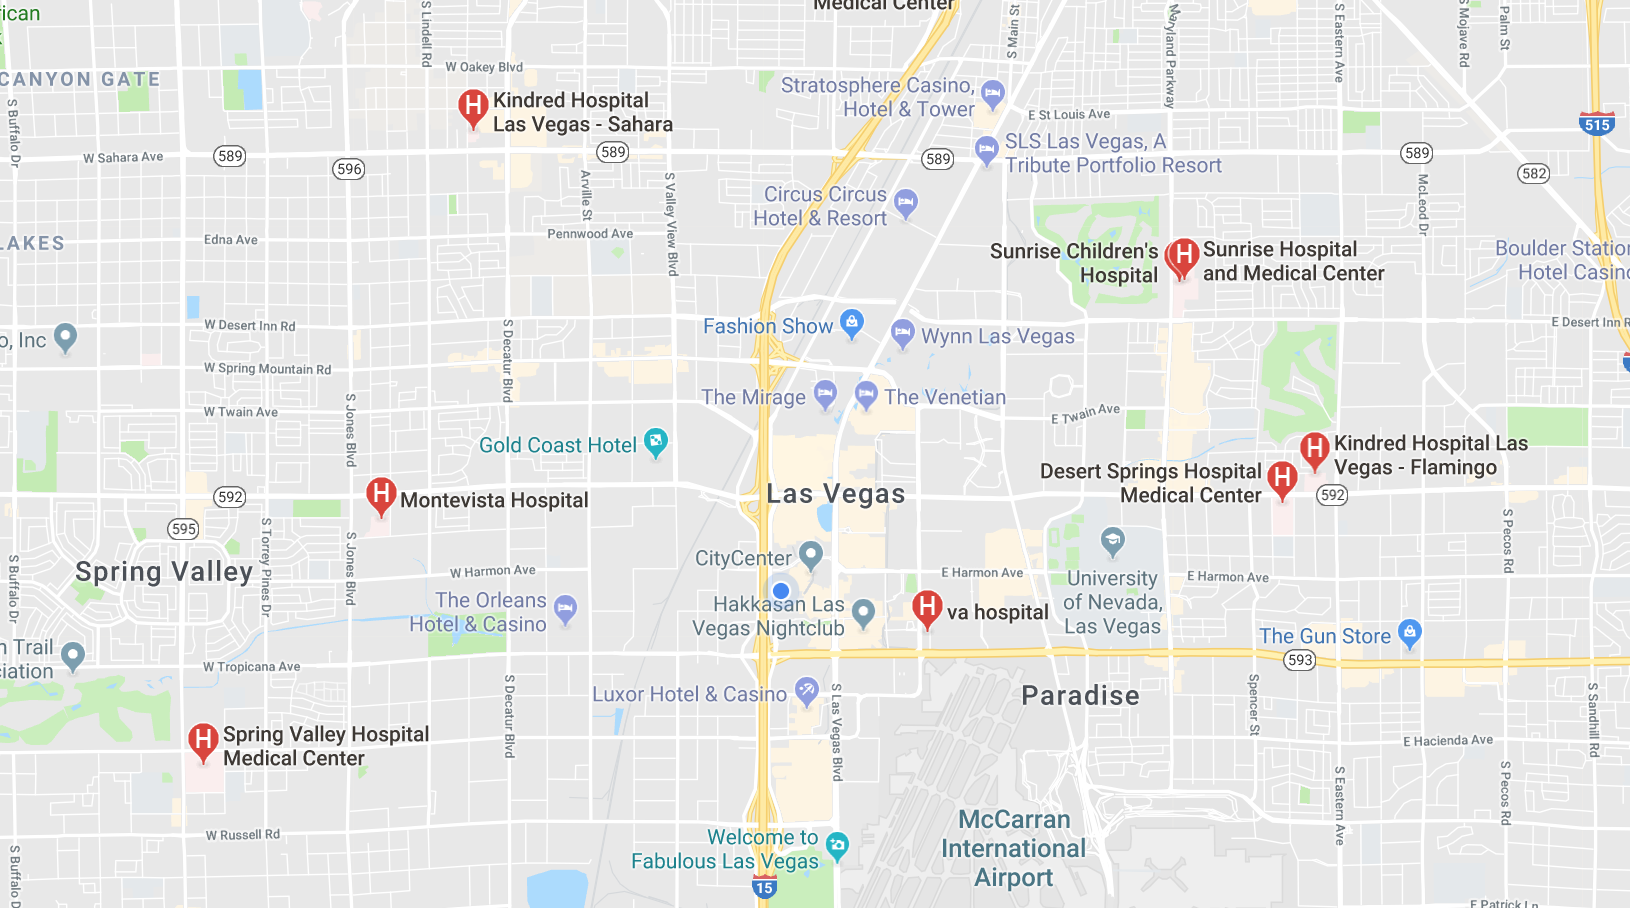 rican
Medical Center
S Lindell Rd
S Main St
Maryland Parkway
S Eastern Ave
S Mojave Rd
Palm St
W Oakey Blvd
CANYON GATE
Kindred Hospital
Las Vegas - Sahara
Stratosphere Casino,
Hotel & Tower
E St Louis Ave
515
S Buffalo Dr
W Sahara Ave
589
596
589
589
SLS Las Vegas, A
Tribute Portfolio Resort
589
582
Arville St
S Valley View Blvd
McLeod Dr
Circus Circus
Hotel & Resort
LAKES
Edna Ave
Pennwood Ave
Sunrise Children's
Hospital
Sunrise Hospital
and Medical Center
Boulder Station
Hotel Casino
o, Inc
W Desert Inn Rd
S Decatur Blvd
Fashion Show
Wynn Las Vegas
E Desert Inn R
W Spring Mountain Rd
The Mirage
The Venetian
W Twain Ave
E Twain Ave
S Jones Blvd
Gold Coast Hotel
Kindred Hospital Las
Vegas - Flamingo
Desert Springs Hospital
Medical Center
592
Montevista Hospital
Las Vegas
592
595
S Torrey Pines Dr
S Jones Blvd
S Pecos Rd
S Buffalo Dr
Spring Valley
W Harmon Ave
CityCenter
E Harmon Ave
University
of Nevada,
Las Vegas
E Harmon Ave
The Orleans
Hotel & Casino
Hakkasan Las
Vegas Nightclub
va hospital
The Gun Store
n Trail
ciation
W Tropicana Ave
593
S Decatur Blvd
Luxor Hotel & Casino
S Las Vegas Blvd
Paradise
Spencer St
S Sandhill Rd
Spring Valley Hospital
Medical Center
E Hacienda Ave
S Eastern Ave
S Pecos Rd
W Russell Rd
Welcome to
Fabulous Las Vegas
McCarran
International
Airport
S Buffalo D
15
E Patrick Ln